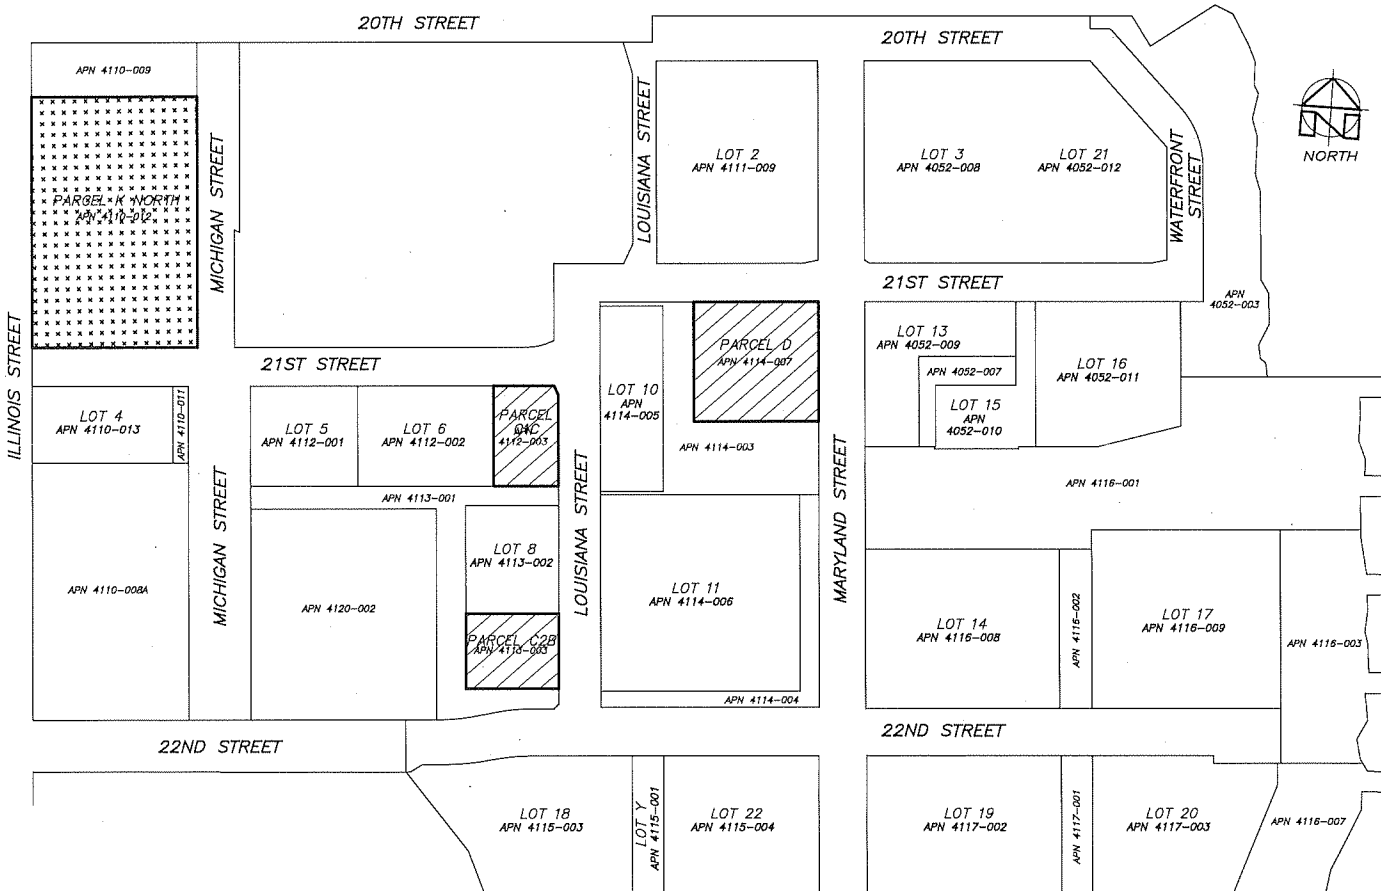 20TH STREET
20TH STREET
APN 4110-009
NORTH
PARCEL K NORTH
APN 4110-012
MICHIGAN STREET
LOUISIANA STREET
LOT 2
APN 4111-009
LOT 3
APN 4052-008
LOT 21
APN 4052-012
WATERFRONT
STREET
21ST STREET
APN
4052-003
ILLINOIS STREET
21ST STREET
LOT 4
APN 4110-013
APN 4110-011
LOT 5
APN 4112-001
LOT 6
APN 4112-002
PARCEL
C1C
4112-003
LOT 10
APN
4114-005
PARCEL D
APN 4114-007
APN 4114-003
LOT 13
APN 4052-009
APN 4052-007
LOT 15
APN
4052-010
LOT 16
APN 4052-011
APN 4113-001
APN 4116-001
MICHIGAN STREET
LOUISIANA STREET
MARYLAND STREET
APN 4110-008A
APN 4120-002
LOT 8
APN 4113-002
PARCEL C2B
APN 4113-003
LOT 11
APN 4114-006
APN 4114-004
LOT 14
APN 4116-008
APN 4116-002
LOT 17
APN 4116-009
APN 4116-003
22ND STREET
22ND STREET
LOT 18
APN 4115-003
LOT Y
APN 4115-001
LOT 22
APN 4115-004
LOT 19
APN 4117-002
APN 4117-001
LOT 20
APN 4117-003
APN 4116-007